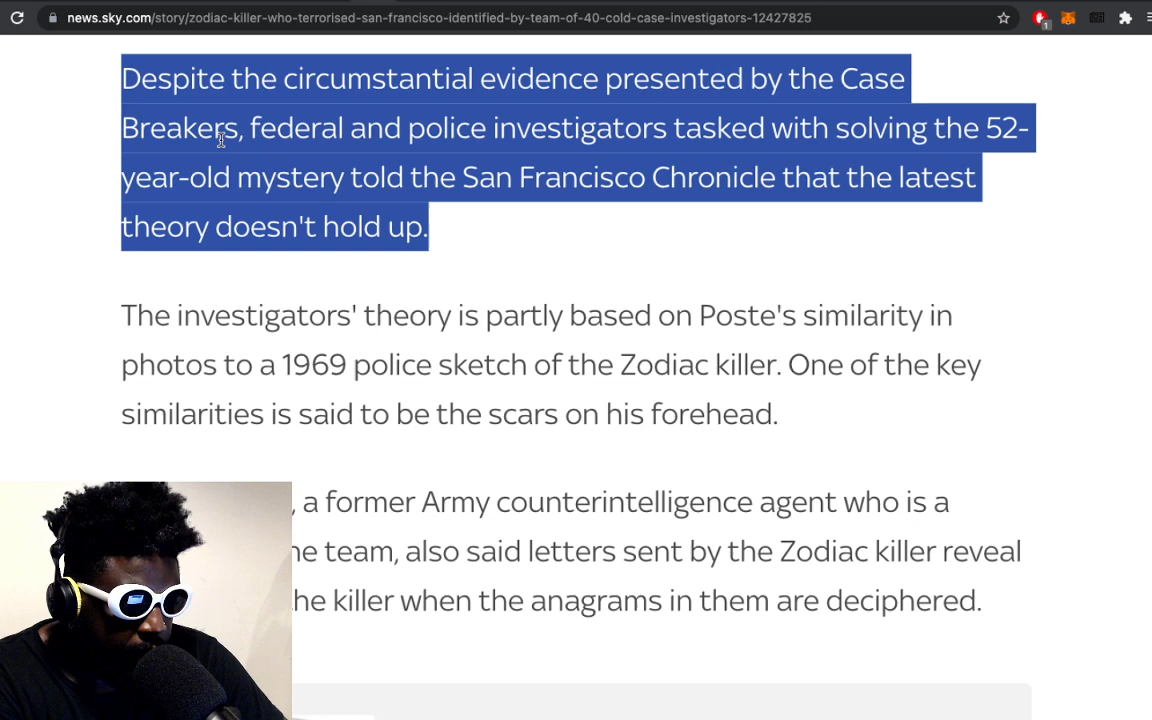 news.sky.com/story/zodiac-killer-who-terrorised-san-francisco-identified-by-team-of-40-cold-case-investigators-12427825
1
Despite the circumstantial evidence presented by the Case
Breakers, federal and police investigators tasked with solving the 52-
year-old mystery told the San Francisco Chronicle that the latest
theory doesn't hold up.
The investigators' theory is partly based on Poste's similarity in
photos to a 1969 police sketch of the Zodiac killer. One of the key
similarities is said to be the scars on his forehead.
, a former Army counterintelligence agent who is a
team, also said letters sent by the Zodiac killer reveal
the killer when the anagrams in them are deciphered.